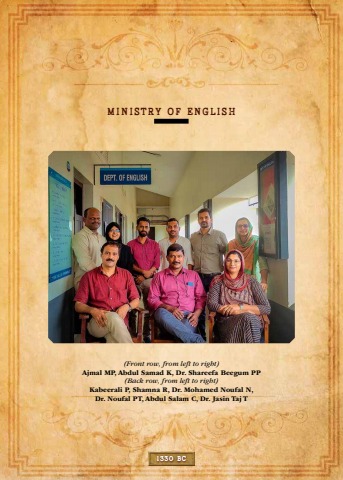 MINISTRY OF ENGLISH
DEPT. OF ENGLISH
(Front row, from left to right)
Ajmal MP, Abdul Samad K, Dr. Shareefa Beegum PP
(Back row, from left to right)
Kabeerali P, Shamna R, Dr. Mohamed Noufal N,
Dr. Noufal PT, Abdul Salam C, Dr. Jasin Taj T
1330 BC